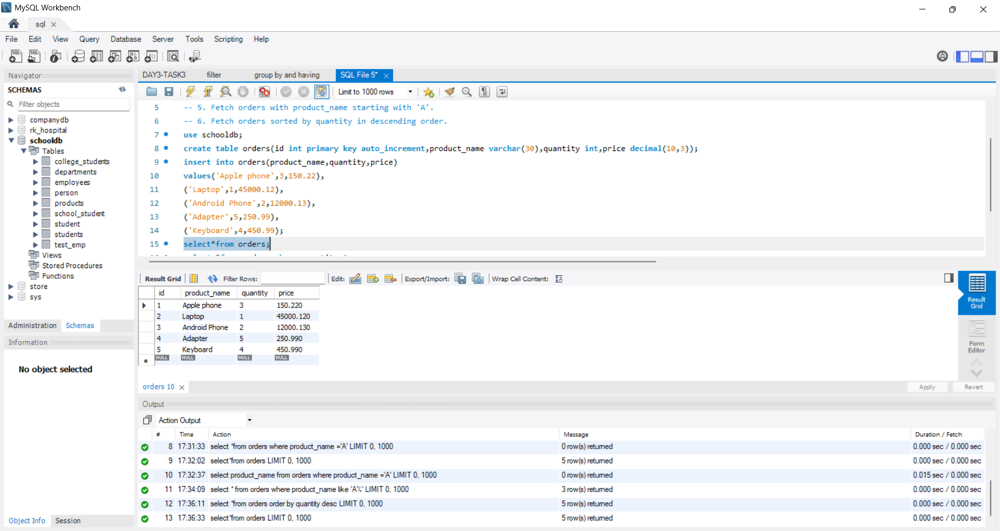 MySQL Workbench
sql
File Edit View Query Database Server Tools Scripting Help
Navigator
SCHEMAS
Filter objects
companydb
rk_hospital
schooldb
Tables
college_students
departments
employees
person
products
school_student
student
students
test_emp
Views
Stored Procedures
Functions
store
sys
Administration Schemas
Information
No object selected
Object Info Session
DAY3-TASK3 filter group by and having SQL File 5*
Limit to 1000 rows
5 -- 5. Fetch orders with product_name starting with 'A'.
6 -- 6. Fetch orders sorted by quantity in descending order.
7 use schooldb;
8 create table orders(id int primary key auto_increment,product_name varchar(30),quantity int,price decimal(10,3));
9 insert into orders(product_name,quantity,price)
10 values('Apple phone',3,150.22),
11 ('Laptop',1,45000.12),
12 ('Android Phone',2,12000.13),
13 ('Adapter',5,250.99),
14 ('Keyboard',4,450.99);
15 select*from orders;
Result Grid Filter Rows: Edit: Export/Import: Wrap Cell Content:
id product_name quantity price
1 Apple phone 3 150.220
2 Laptop 1 45000.120
3 Android Phone 2 12000.130
4 Adapter 5 250.990
5 Keyboard 4 450.990
NULL NULL NULL NULL
Result
Grid
Form
Editor
orders 10
Apply Revert
Output
Action Output
# Time Action Message Duration / Fetch
8 17:31:33 select *from orders where product_name ='A' LIMIT 0, 1000 0 row(s) returned 0.000 sec / 0.000 sec
9 17:32:02 select*from orders LIMIT 0, 1000 5 row(s) returned 0.000 sec / 0.000 sec
10 17:32:37 select product_name from orders where product_name ='A' LIMIT 0, 1000 0 row(s) returned 0.015 sec / 0.000 sec
11 17:34:09 select * from orders where product_name like 'A%' LIMIT 0, 1000 3 row(s) returned 0.000 sec / 0.000 sec
12 17:36:11 select *from orders order by quantity desc LIMIT 0, 1000 5 row(s) returned 0.000 sec / 0.000 sec
13 17:36:33 select*from orders LIMIT 0, 1000 5 row(s) returned 0.000 sec / 0.000 sec